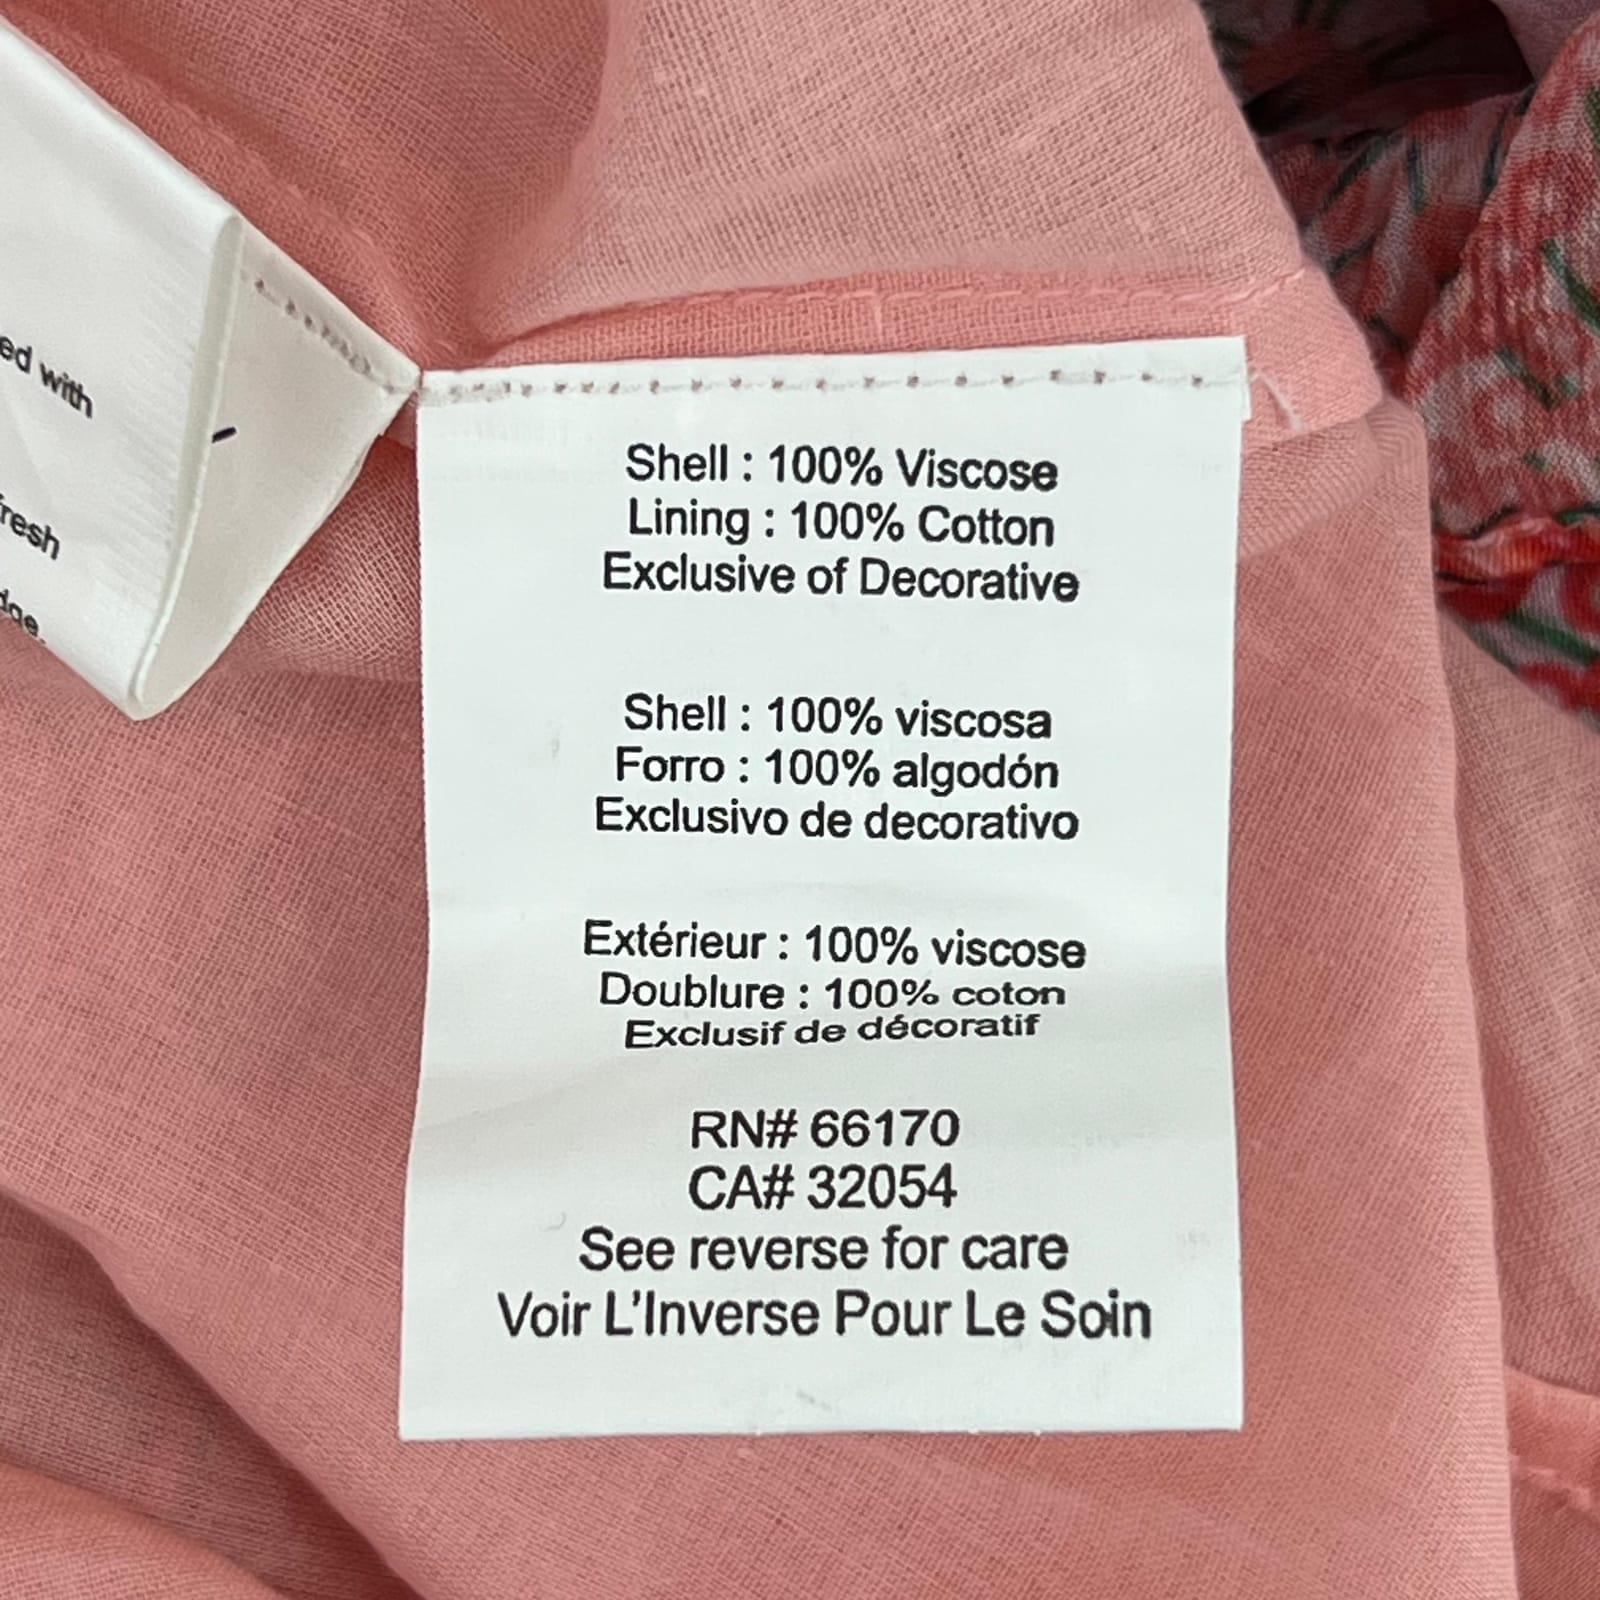 ed with
fresh
Shell : 100% Viscose
Lining : 100% Cotton
Exclusive of Decorative
Shell : 100% viscosa
Forro : 100% algodón
Exclusivo de decorativo
Extérieur : 100% viscose
Doublure : 100% coton
Exclusif de décoratif
RN# 66170
CA# 32054
See reverse for care
Voir L'Inverse Pour Le Soin